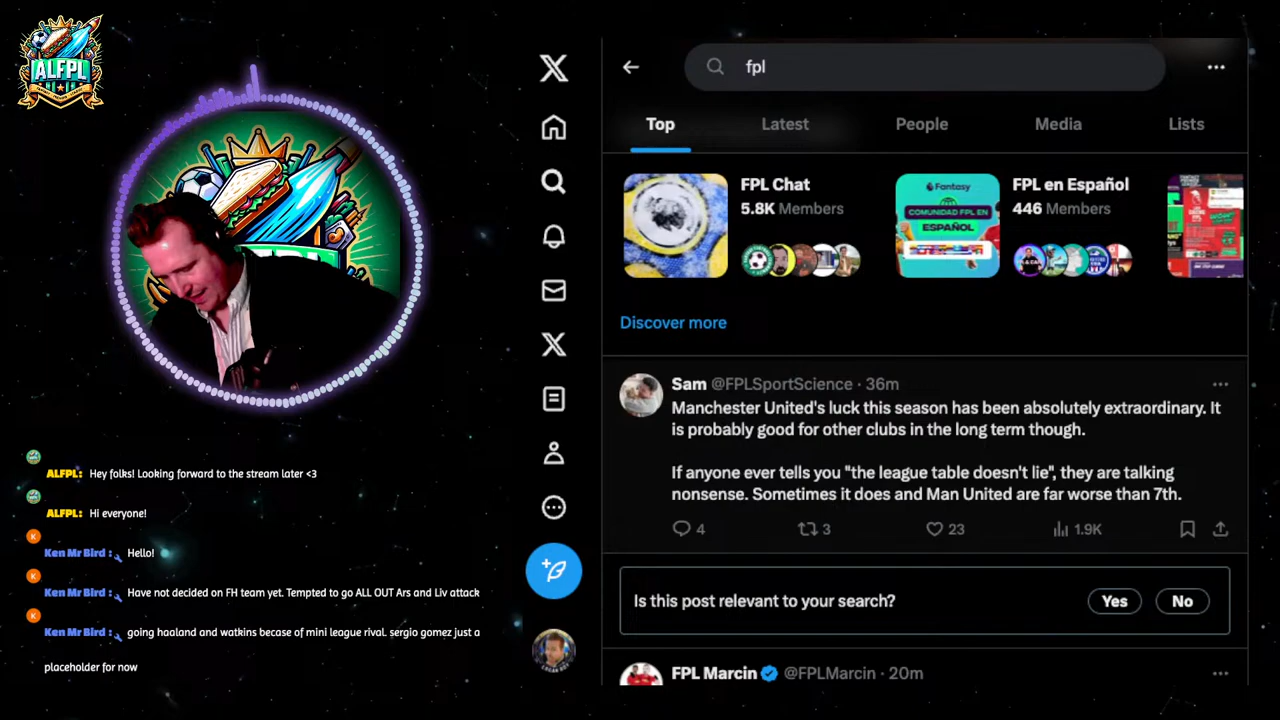 ALFPL
fpl
Top
Latest
People
Media
Lists
FPL Chat
5.8K Members
Fantasy
COMUNIDAD FPL EN
ESPAÑOL
FPL en Español
446 Members
Discover more
Sam @FPLSportScience · 36m
Manchester United's luck this season has been absolutely extraordinary. It
is probably good for other clubs in the long term though.
If anyone ever tells you "the league table doesn't lie", they are talking
nonsense. Sometimes it does and Man United are far worse than 7th.
4
3
23
1.9K
Is this post relevant to your search?
Yes
No
FPL Marcin @FPLMarcin · 20m
ALFPL: Hey folks! Looking forward to the stream later <3
ALFPL: Hi everyone!
K
Ken Mr Bird : Hello!
K
Ken Mr Bird : Have not decided on FH team yet. Tempted to go ALL OUT Ars and Liv attack
K
Ken Mr Bird : going haaland and watkins becase of mini league rival. sergio gomez just a
placeholder for now